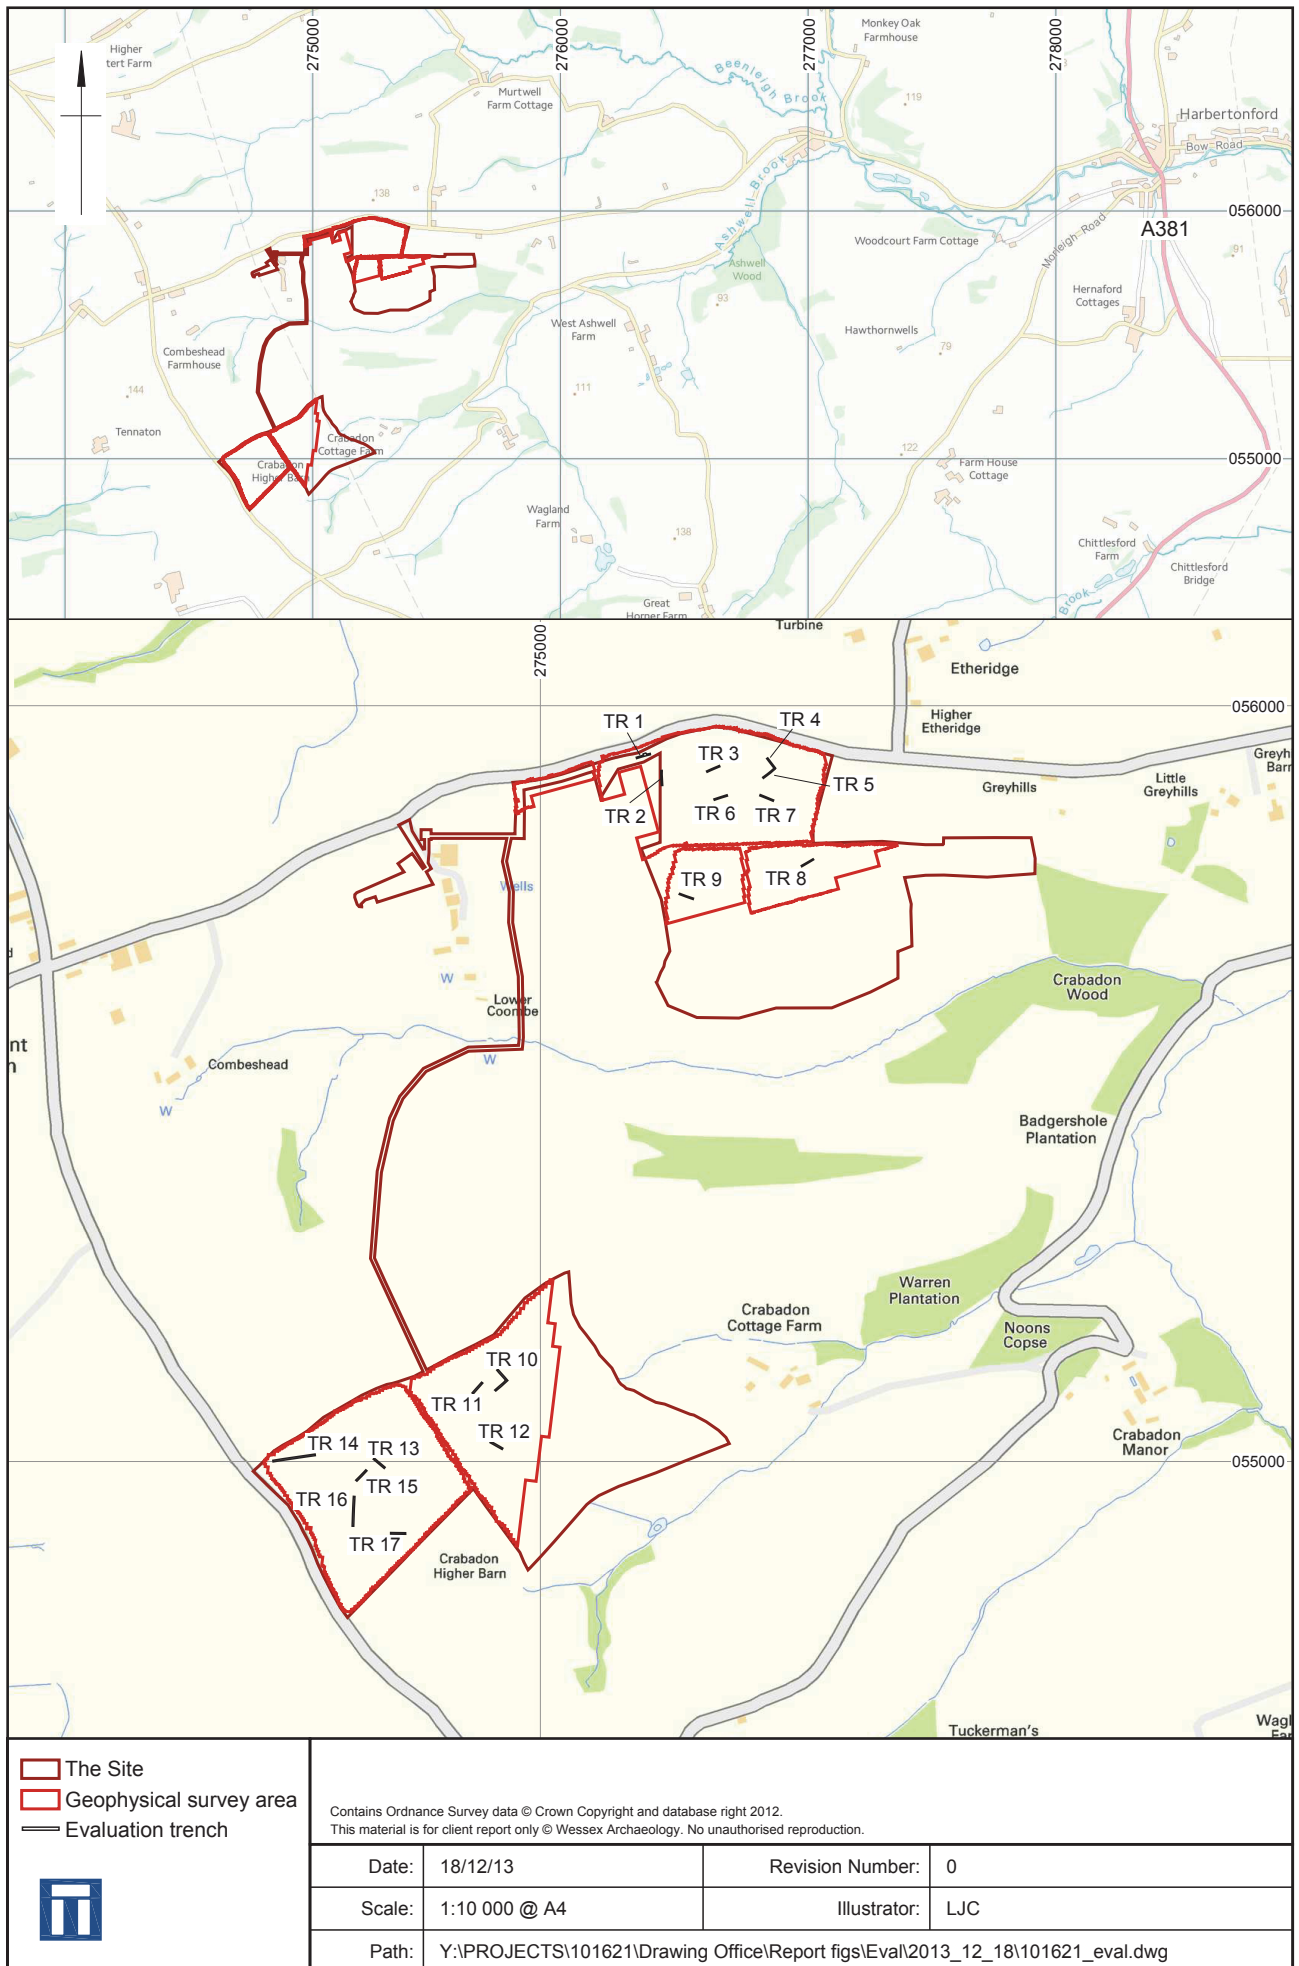 275000
276000
277000
278000
Higher
tert Farm
Monkey Oak
Farmhouse
Beenleigh Brook
119
Murtwell
Farm Cottage
Harbertonford
Bow Road
138
Ashwell Brook
056000
A381
Woodcourt Farm Cottage
Morleigh Road
91
Ashwell
Wood
93
Hernaford
Cottages
West Ashwell
Farm
Hawthornwells
79
Combeshead
Farmhouse
144
111
Tennaton
Crabadon
Cottage Farm
122
055000
Crabadon
Higher Barn
Farm House
Cottage
Wagland
Farm
138
Chittlesford
Farm
Chittlesford
Bridge
Great
Horner Farm
Brook
275000
Turbine
Etheridge
056000
Higher
Etheridge
TR 1
TR 4
TR 3
Greyh
Barn
Little
Greyhills
Greyhills
TR 5
TR 2
TR 6
TR 7
TR 9
TR 8
Wells
W
Crabadon
Wood
Lower
Coombe
nt
n
W
Combeshead
W
Badgershole
Plantation
Warren
Plantation
Crabadon
Cottage Farm
Noons
Copse
TR 10
TR 11
TR 12
Crabadon
Manor
TR 14
TR 13
055000
TR 15
TR 16
TR 17
Crabadon
Higher Barn
Tuckerman's
Wagl
Far
The Site
Geophysical survey area
Evaluation trench
Contains Ordnance Survey data © Crown Copyright and database right 2012.
This material is for client report only © Wessex Archaeology. No unauthorised reproduction.
Date: 18/12/13 Revision Number: 0
Scale: 1:10 000 @ A4 Illustrator: LJC
Path: Y:\PROJECTS\101621\Drawing Office\Report figs\Eval\2013_12_18\101621_eval.dwg